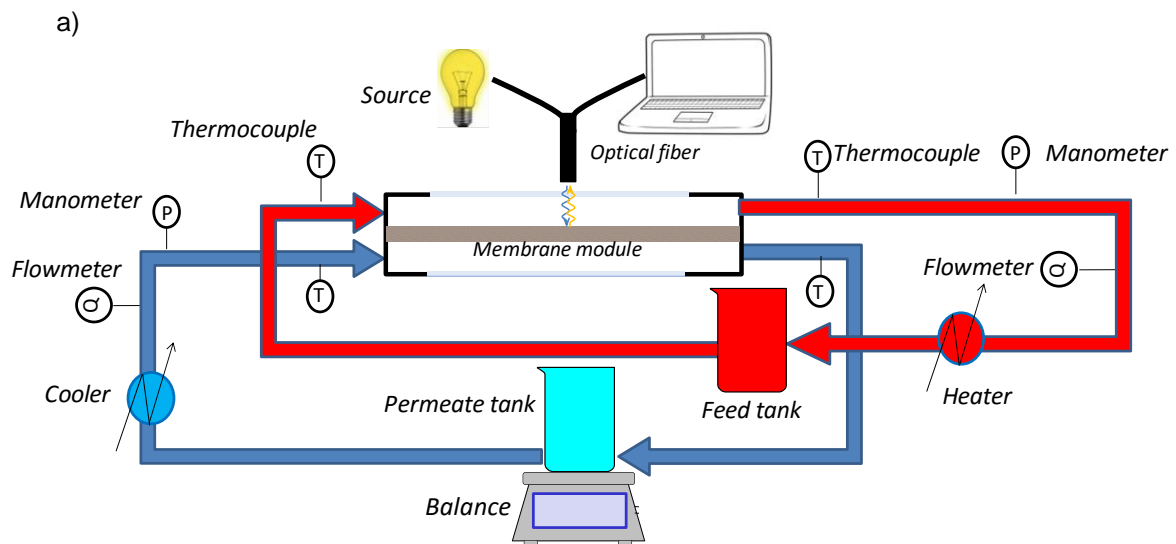 a)
Source
Thermocouple
Optical fiber
T
T
Thermocouple
P
Manometer
Manometer
P
Membrane module
Flowmeter
Q
T
T
Flowmeter
Q
Cooler
Permeate tank
Feed tank
Heater
Balance